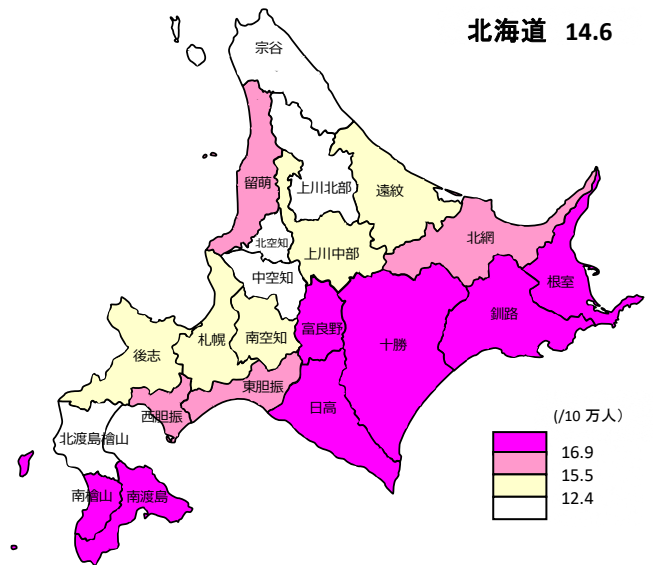 北海道 14.6
宗谷
留萌
上川北部
遠紋
北空知
上川中部
北網
中空知
根室
釧路
富良野
十勝
札幌
南空知
後志
東胆振
西胆振
日高
北渡島檜山
南檜山
南渡島
(/10 万人)
16.9
15.5
12.4